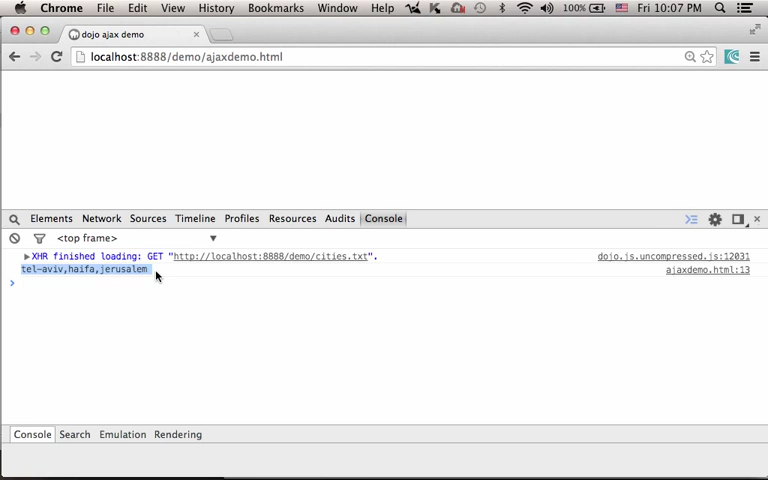 Chrome File Edit View History Bookmarks Window Help 100% Fri 10:07 PM
dojo ajax demo
localhost:8888/demo/ajaxdemo.html
Elements Network Sources Timeline Profiles Resources Audits Console
<top frame>
XHR finished loading: GET "http://localhost:8888/demo/cities.txt". dojo.js.uncompressed.js:12031
tel-aviv,haifa,jerusalem ajaxdemo.html:13
Console Search Emulation Rendering